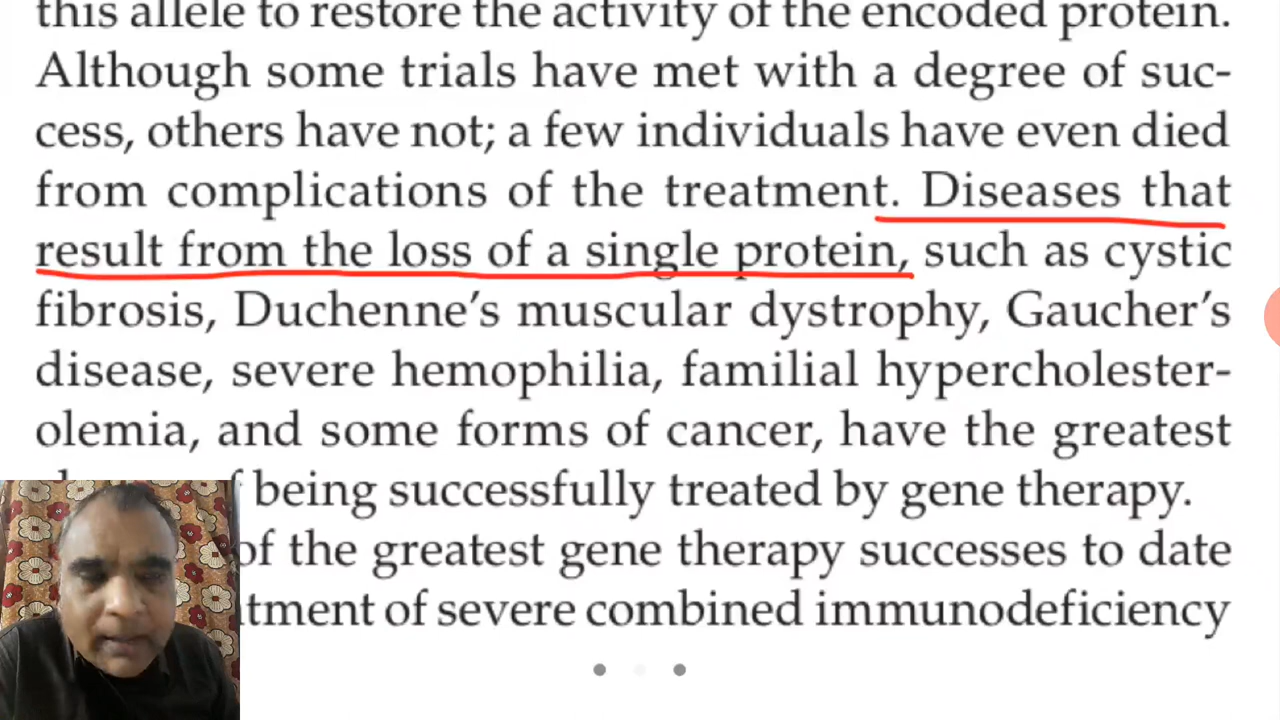 this allele to restore the activity of the encoded protein.
Although some trials have met with a degree of suc-
cess, others have not; a few individuals have even died
from complications of the treatment. Diseases that
result from the loss of a single protein, such as cystic
fibrosis, Duchenne’s muscular dystrophy, Gaucher’s
disease, severe hemophilia, familial hypercholester-
olemia, and some forms of cancer, have the greatest
being successfully treated by gene therapy.
of the greatest gene therapy successes to date
tment of severe combined immunodeficiency